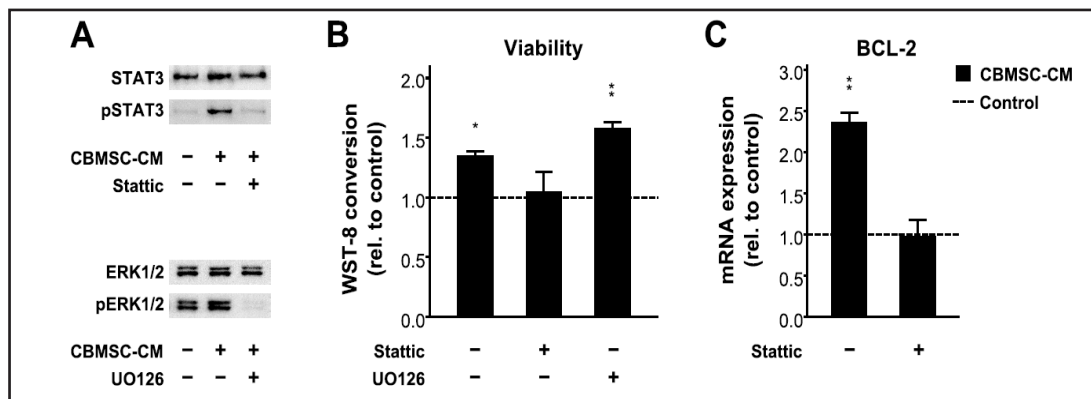 A
STAT3
pSTAT3
CBMSC-CM − + +
Stattic − − +
ERK1/2
pERK1/2
CBMSC-CM − + +
UO126 − − +
B
Viability
WST-8 conversion
(rel. to control)
2.0
1.5
1.0
0.5
0.0
*
**
Stattic − + −
UO126 − − +
C
BCL-2
mRNA expression
(rel. to control)
3.0
2.5
2.0
1.5
1.0
0.5
0.0
**
Stattic − +
CBMSC-CM
Control